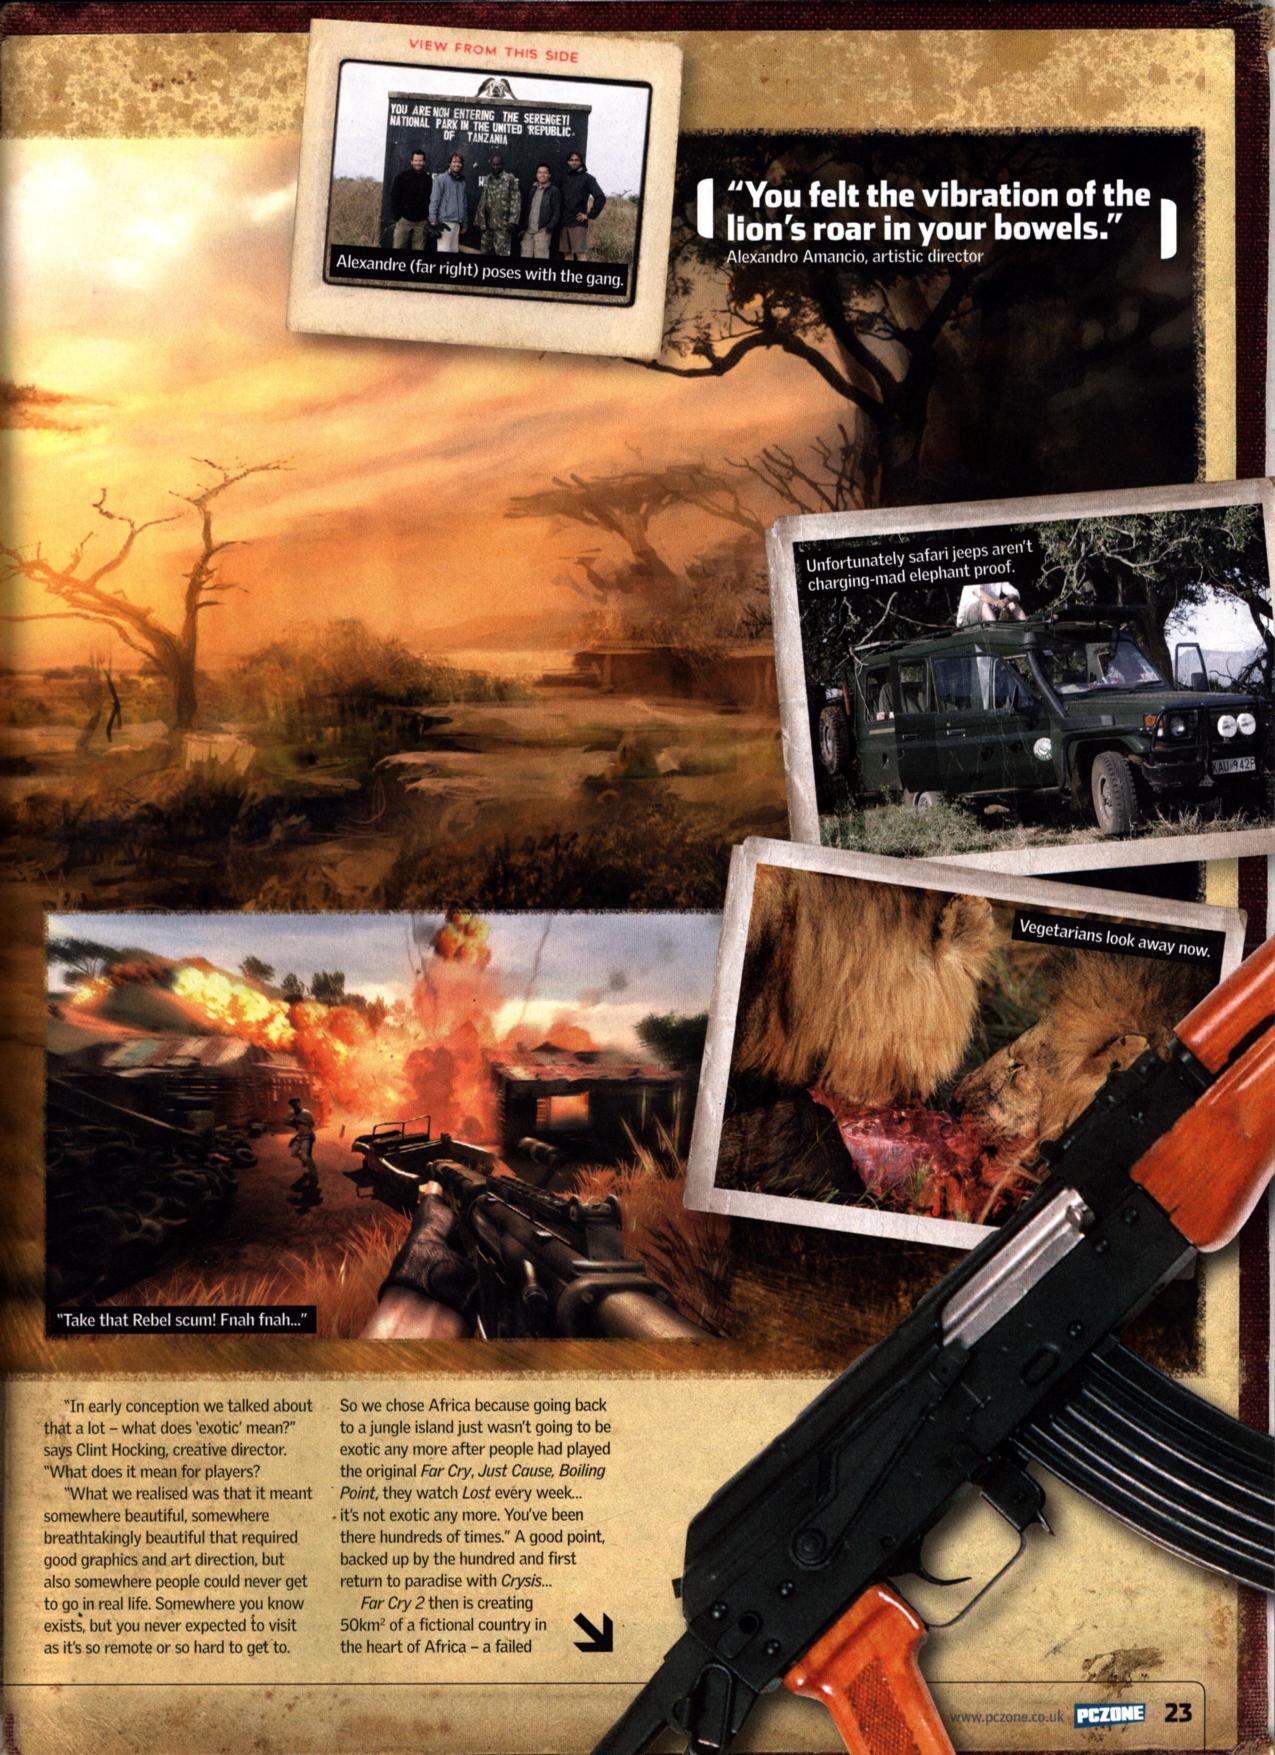 VIEW FROM THIS SIDE
YOU ARE NOW ENTERING THE SERENGETI
NATIONAL PARK IN THE UNITED REPUBLIC
OF TANZANIA
Alexandre (far right) poses with the gang.
“You felt the vibration of the
lion’s roar in your bowels.”
Alexandro Amancio, artistic director
Unfortunately safari jeeps aren’t
charging-mad elephant proof.
Vegetarians look away now.
“Take that Rebel scum! Fnah fnah...”
“In early conception we talked about
that a lot – what does ‘exotic’ mean?”
says Clint Hocking, creative director.
“What does it mean for players?
“What we realised was that it meant
somewhere beautiful, somewhere
breathtakingly beautiful that required
good graphics and art direction, but
also somewhere people could never get
to go in real life. Somewhere you know
exists, but you never expected to visit
as it’s so remote or so hard to get to.
So we chose Africa because going back
to a jungle island just wasn’t going to be
exotic any more after people had played
the original Far Cry, Just Cause, Boiling
Point, they watch Lost every week...
it’s not exotic any more. You’ve been
there hundreds of times.” A good point,
backed up by the hundred and first
return to paradise with Crysis...
Far Cry 2 then is creating
50km² of a fictional country in
the heart of Africa – a failed
www.pczone.co.uk PCZONE 23